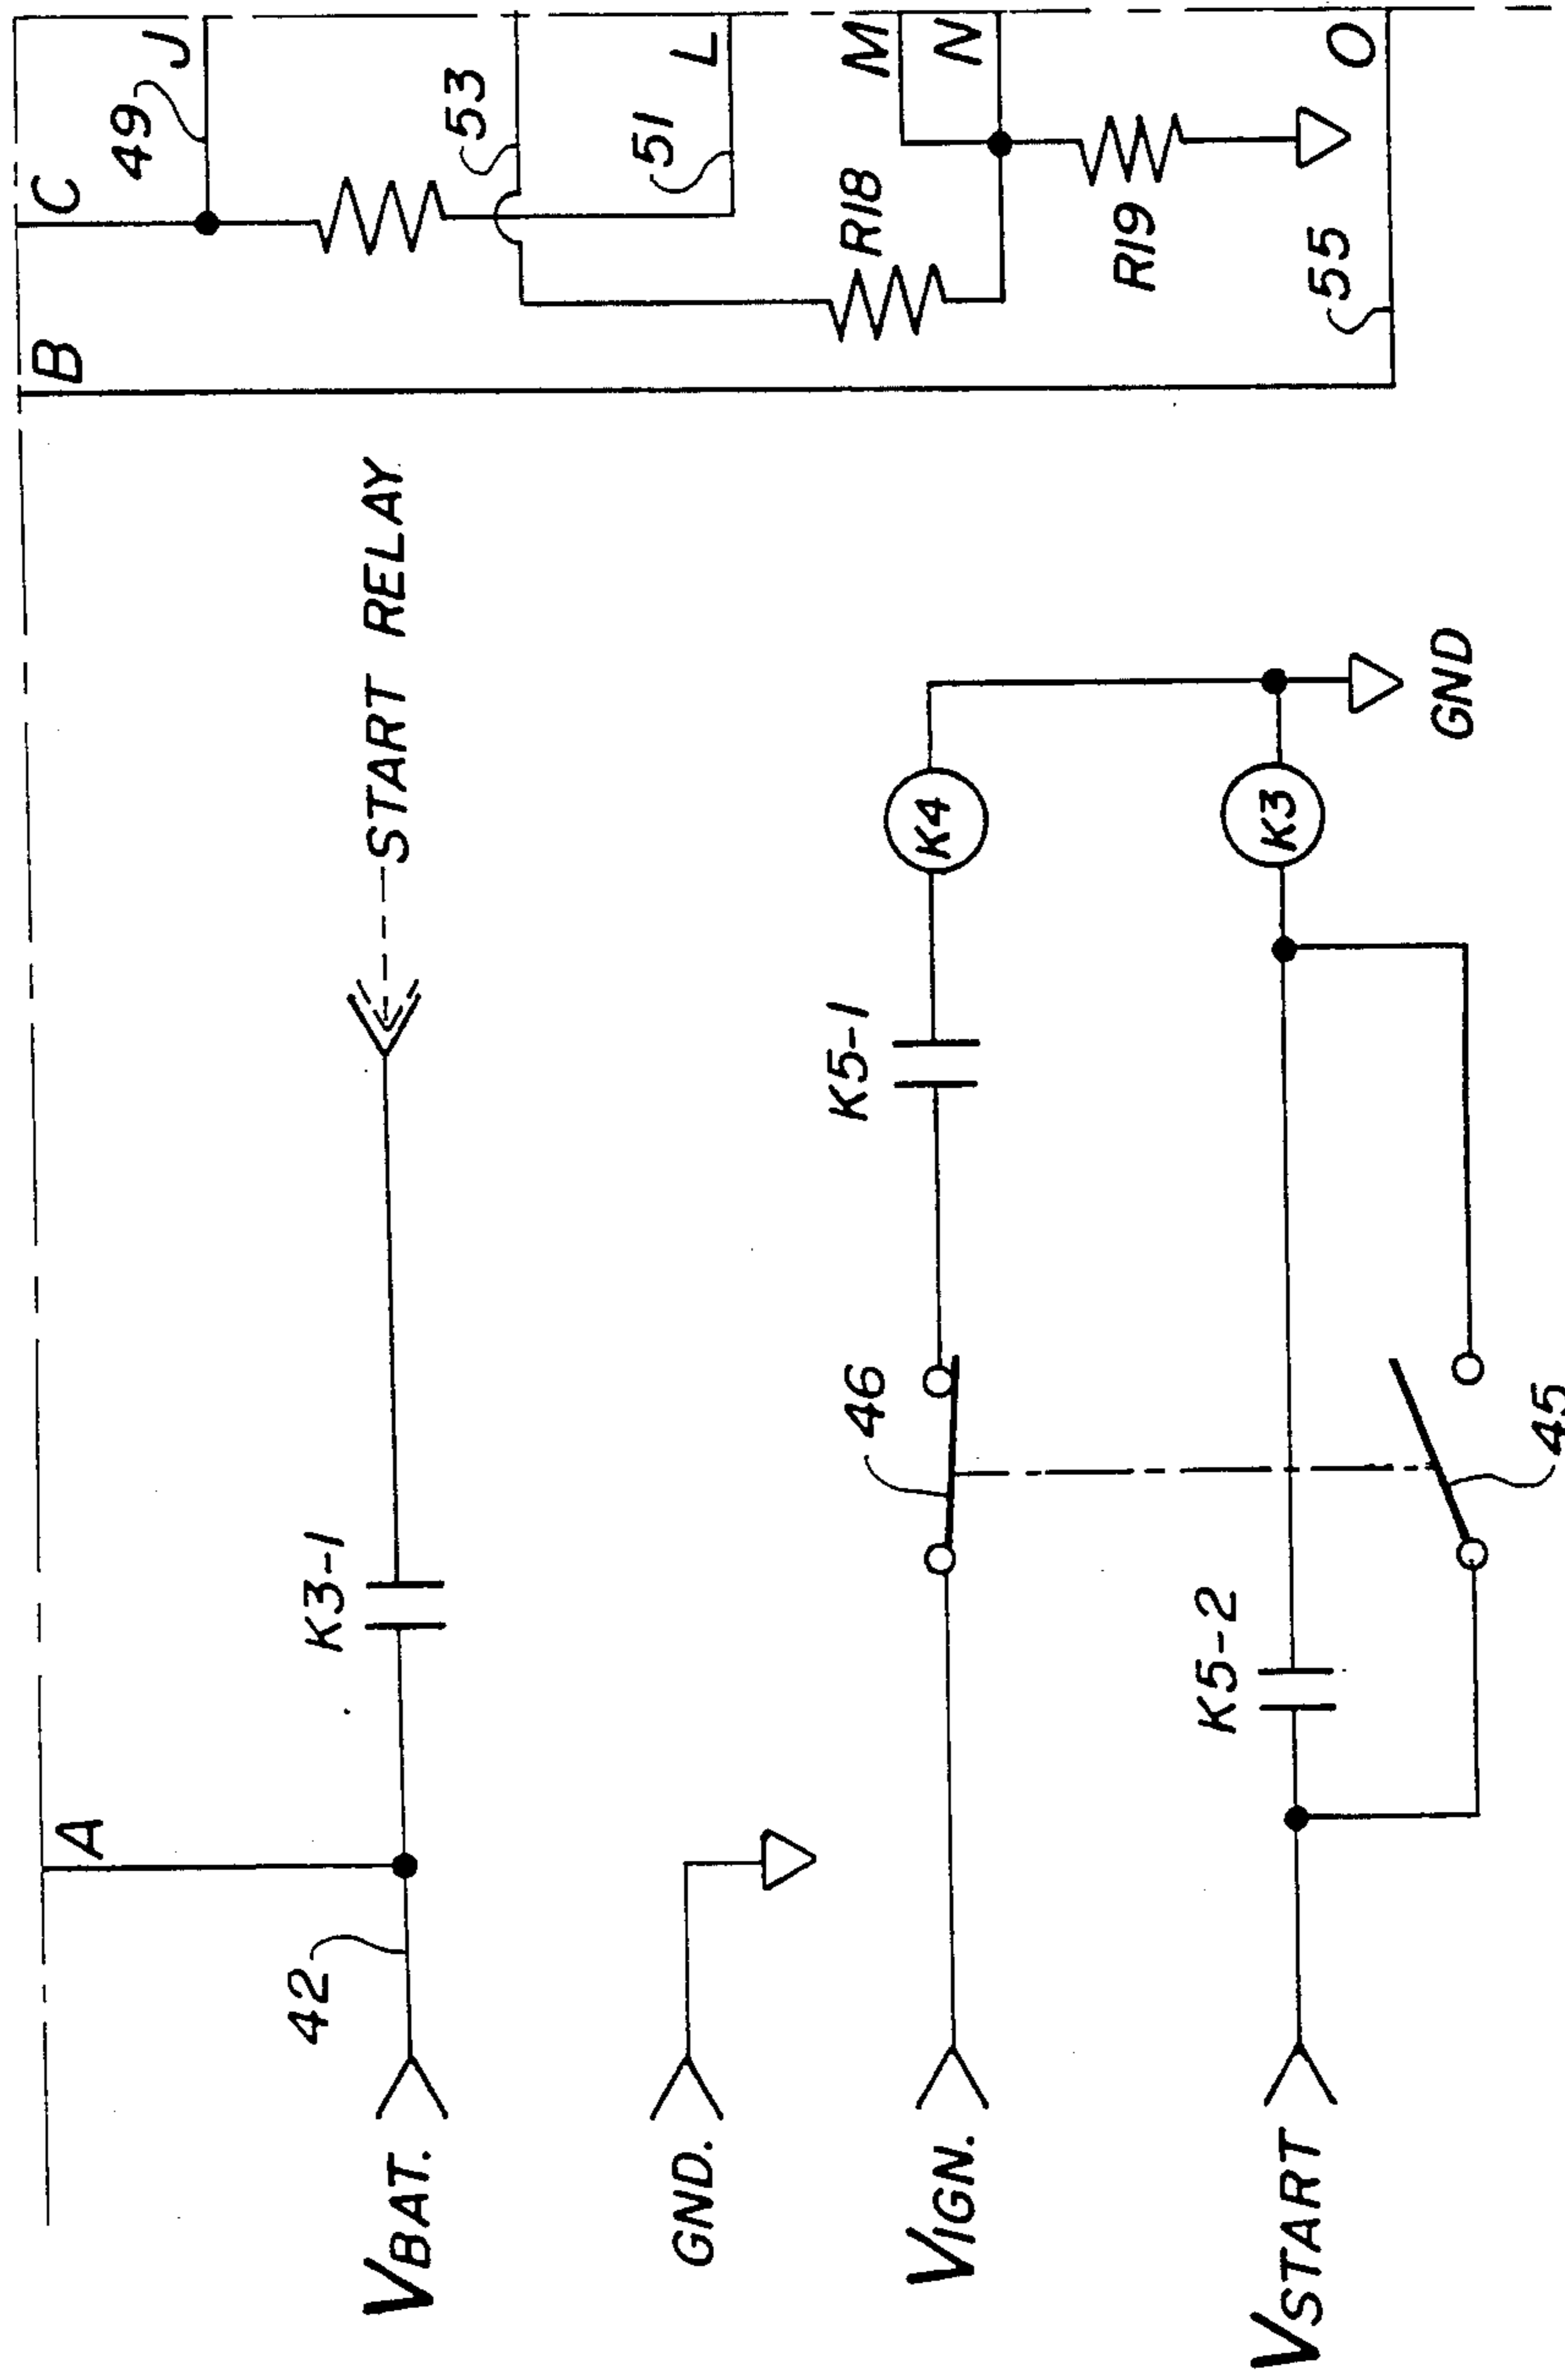 A
B
C
49
J
53
51
L
R18
M
N
R19
55
O
42
VBAT.
K3-1
START RELAY
GND.
VIGN.
46
K5-1
K4
VSTART
K5-2
45
K3
GND